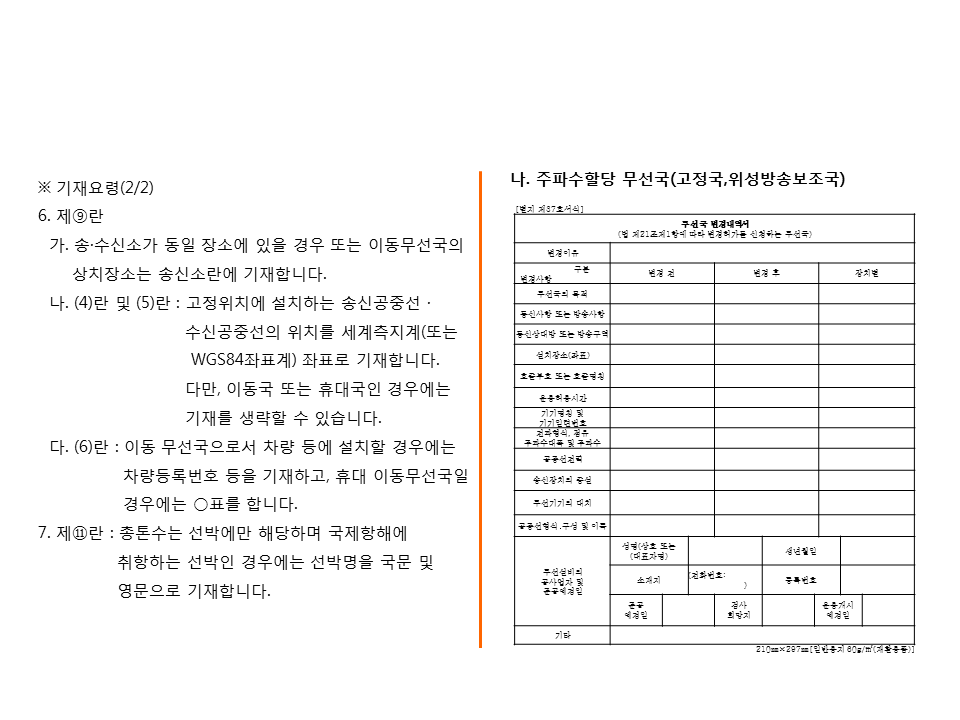 ※ 기재요령(2/2)
6. 제⑨란
가. 송·수신소가 동일 장소에 있을 경우 또는 이동무선국의
상치장소는 송신소란에 기재합니다.
나. (4)란 및 (5)란 : 고정위치에 설치하는 송신공중선 ·
수신공중선의 위치를 세계측지계(또는
WGS84좌표계) 좌표로 기재합니다.
다만, 이동국 또는 휴대국인 경우에는
기재를 생략할 수 있습니다.
다. (6)란 : 이동 무선국으로서 차량 등에 설치할 경우에는
차량등록번호 등을 기재하고, 휴대 이동무선국일
경우에는 ○표를 합니다.
7. 제⑪란 : 총톤수는 선박에만 해당하며 국제항해에
취항하는 선박인 경우에는 선박명을 국문 및
영문으로 기재합니다.
나. 주파수할당 무선국(고정국,위성방송보조국)
[별지 제37호서식]
무선국 변경내역서
(법 제21조제1항에 따라 변경허가를 신청하는 무선국)
변경이유
구분
변경사항
변경 전
변경 후
장치별
무선국의 목적
통신사항 또는 방송사항
통신상대방 또는 방송구역
설치장소(좌표)
호출부호 또는 호출명칭
운용허용시간
기기명칭 및
기기일련번호
전파형식, 점유
주파수대폭 및 주파수
공중선전력
송신장치의 증설
무선기기의 대치
공중선형식.구성 및 이득
무선설비의
공사업자 및
준공예정일
성명(상호 또는
(대표자명)
생년월일
소재지
(전화번호:
)
등록번호
준공
예정일
검사
희망지
운용개시
예정일
기타
210㎜×297㎜[일반용지 60g/㎡(재활용품)]